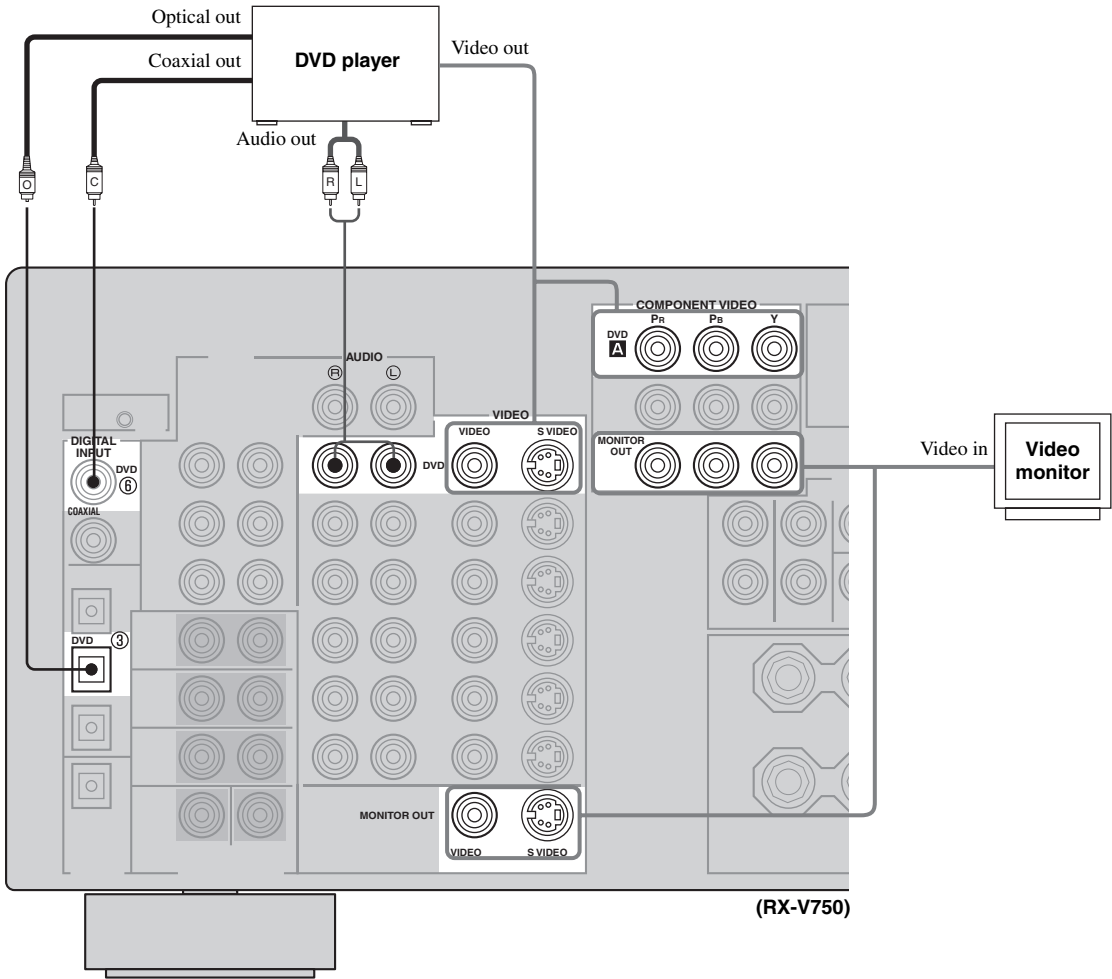 Optical out
Coaxial out
DVD player
Video out
Audio out
O
C
R
L
COMPONENT VIDEO
PR
PB
Y
DVD
A
AUDIO
R
L
VIDEO
VIDEO
S VIDEO
DVD
MONITOR
OUT
DIGITAL
INPUT
DVD
⑥
COAXIAL
DVD
③
MONITOR OUT
VIDEO
S VIDEO
Video in
Video
monitor
(RX-V750)